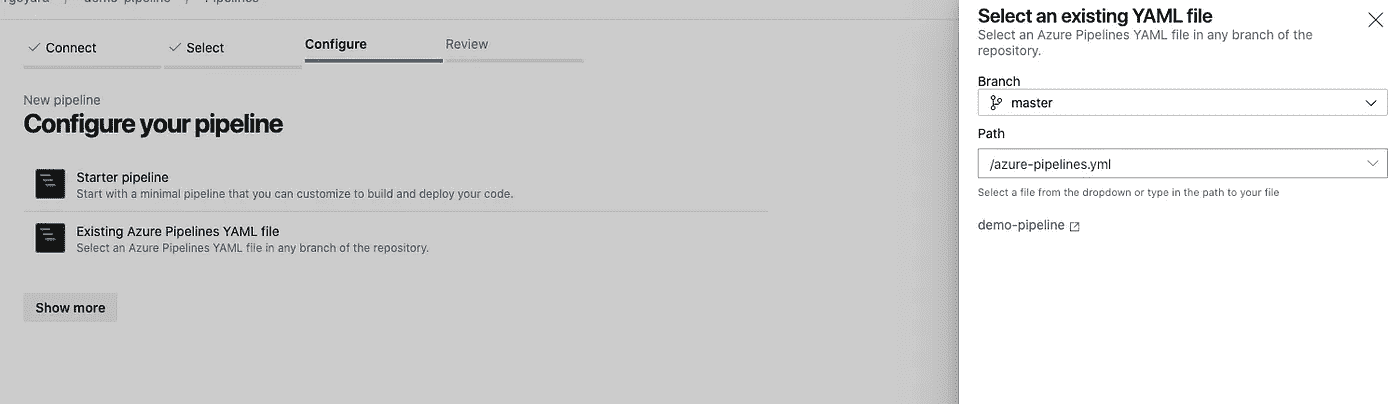 demo-pipeline / Pipelines
Connect
Select
Configure
Review
New pipeline
Configure your pipeline
Starter pipeline
Start with a minimal pipeline that you can customize to build and deploy your code.
Existing Azure Pipelines YAML file
Select an Azure Pipelines YAML file in any branch of the repository.
Show more
Select an existing YAML file
Select an Azure Pipelines YAML file in any branch of the
repository.
Branch
master
Path
/azure-pipelines.yml
Select a file from the dropdown or type in the path to your file
demo-pipeline